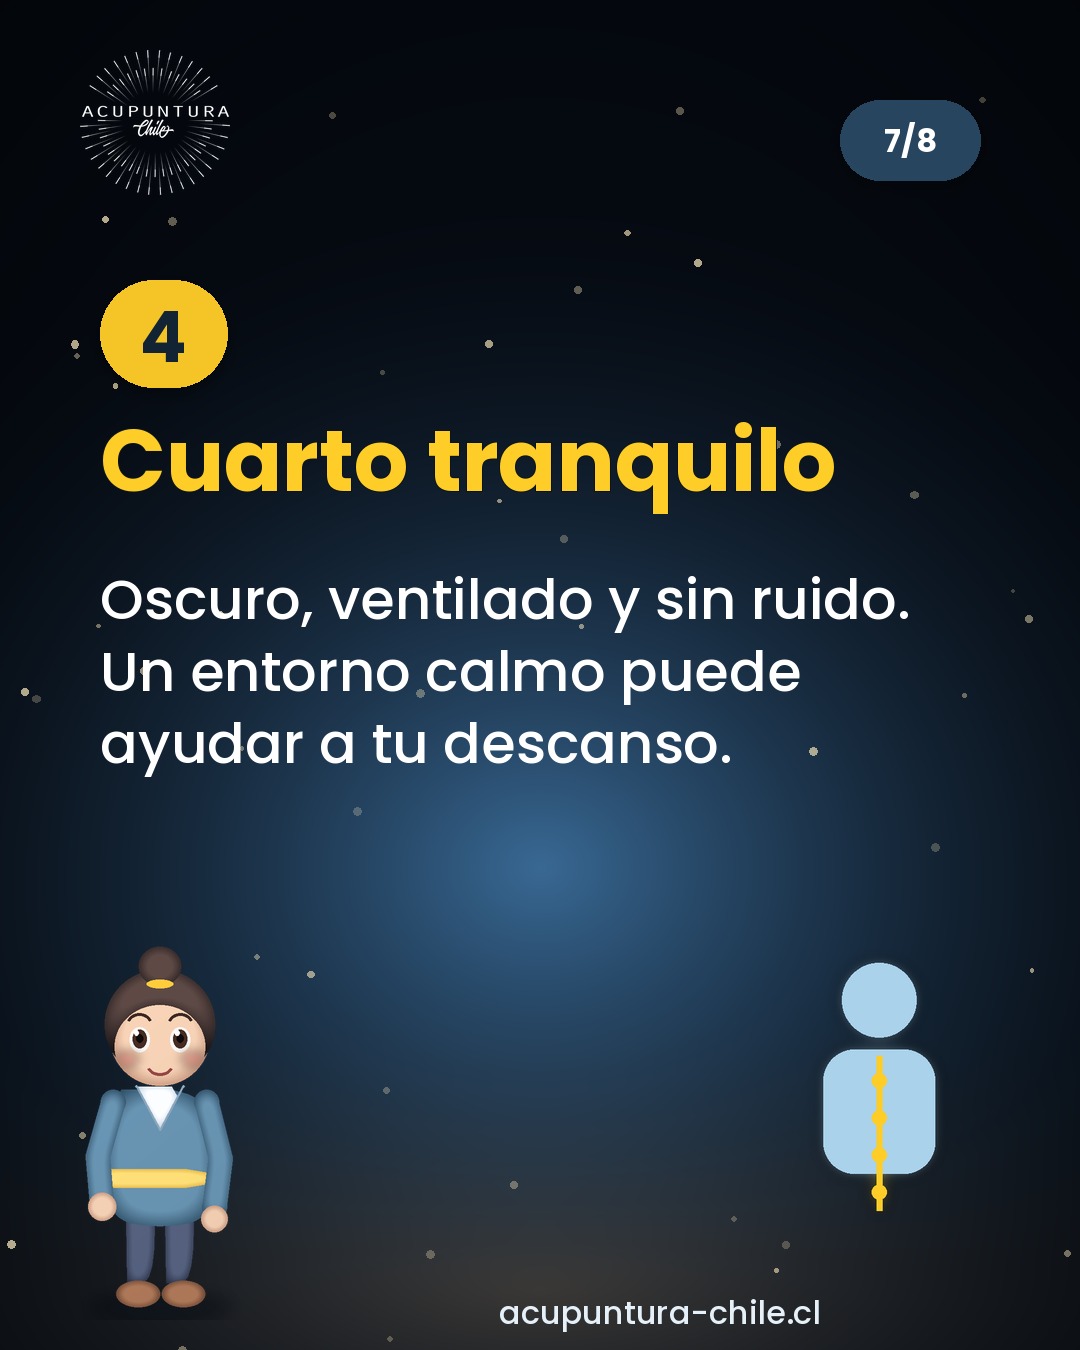 ACUPUNTURA
Chile
7/8
4
Cuarto tranquilo
Oscuro, ventilado y sin ruido.
Un entorno calmo puede
ayudar a tu descanso.
acupuntura-chile.cl